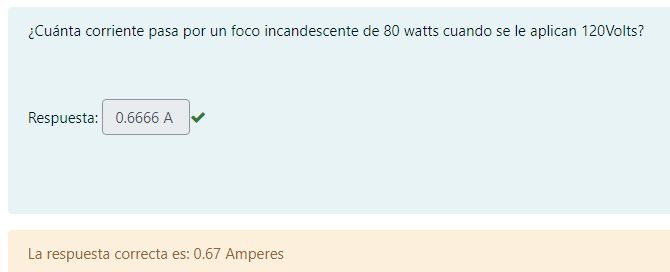 ¿Cuánta corriente pasa por un foco incandescente de 80 watts cuando se le aplican 120Volts?
Respuesta: 0.6666 A
La respuesta correcta es: 0.67 Amperes